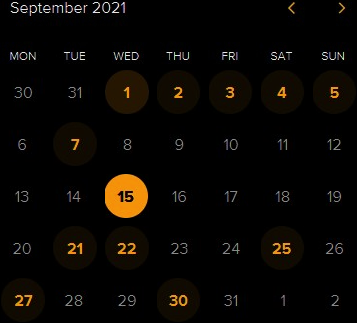 September 2021
MON TUE WED THU FRI SAT SUN
30 31 1 2 3 4 5
6 7 8 9 10 11 12
13 14 15 16 17 18 19
20 21 22 23 24 25 26
27 28 29 30 31 1 2